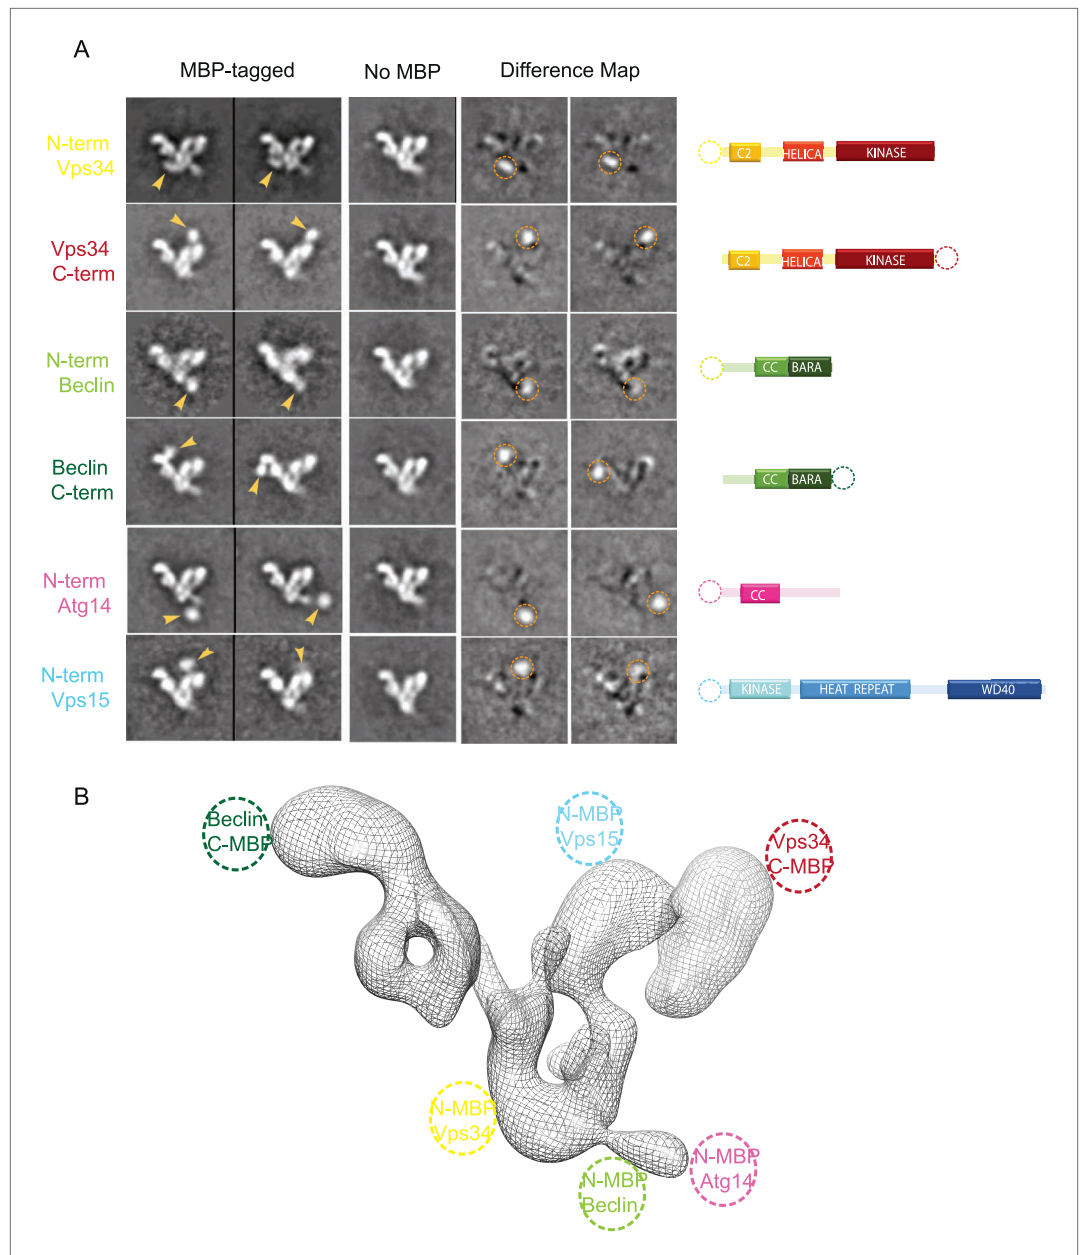 A
MBP-tagged No MBP Difference Map
N-term
Vps34
C2 HELICAL KINASE
Vps34
C-term
C2 HELICAL KINASE
N-term
Beclin
CC BARA
Beclin
C-term
CC BARA
N-term
Atg14
CC
N-term
Vps15
KINASE HEAT REPEAT WD40
B
Beclin
C-MBP
N-MBP
Vps15
Vps34
C-MBP
N-MBP
Vps34
N-MBP
Beclin
N-MBP
Atg14